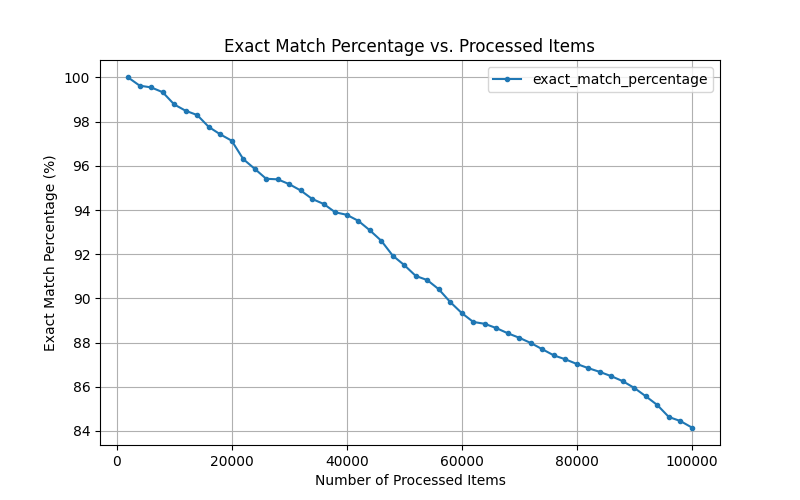 Exact Match Percentage vs. Processed Items
exact_match_percentage
Exact Match Percentage (%)
100
98
96
94
92
90
88
86
84
0 20000 40000 60000 80000 100000
Number of Processed Items